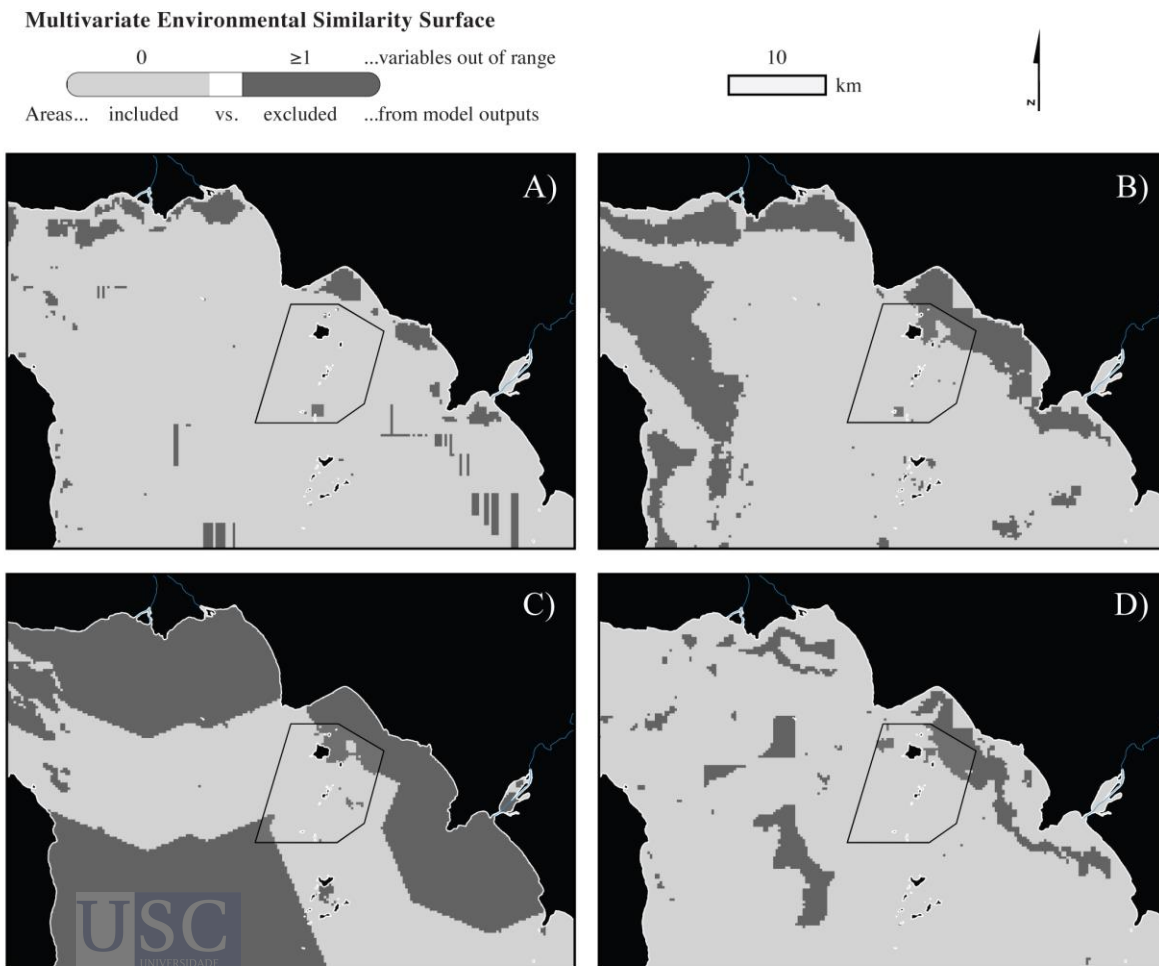 Multivariate Environmental Similarity Surface
0 ≥1 ...variables out of range
Areas... included vs. excluded ...from model outputs
10
km
N
A)
B)
C)
D)
USC
UNIVERSIDADE